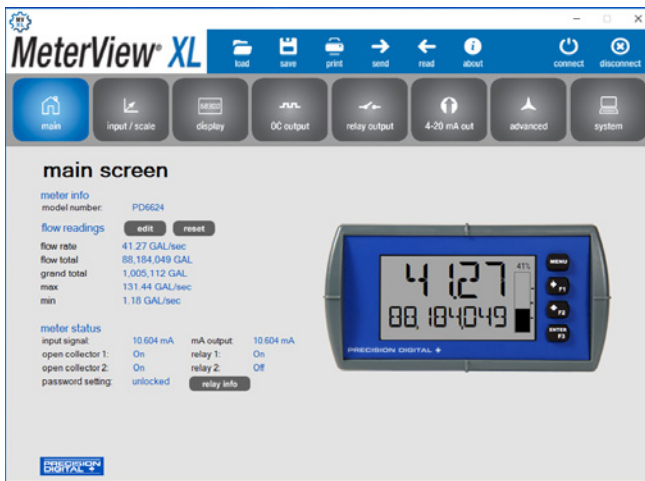 MV XL
MeterView® XL
load save print send read about connect disconnect
main input / scale display OC output relay output 4-20 mA out advanced system
main screen
meter info
model number: PD6624
flow readings edit reset
flow rate 41.27 GAL/sec
flow total 88,184,049 GAL
grand total 1,005,112 GAL
max 131.44 GAL/sec
min 1.18 GAL/sec
meter status
input signal: 10.604 mA mA output: 10.604 mA
open collector 1: On relay 1: On
open collector 2: On relay 2: Off
password setting: unlocked relay info
41.27
41%
88,184,049
MENU
F1
F2
ENTER
F3
PRECISION DIGITAL
PRECISION
DIGITAL